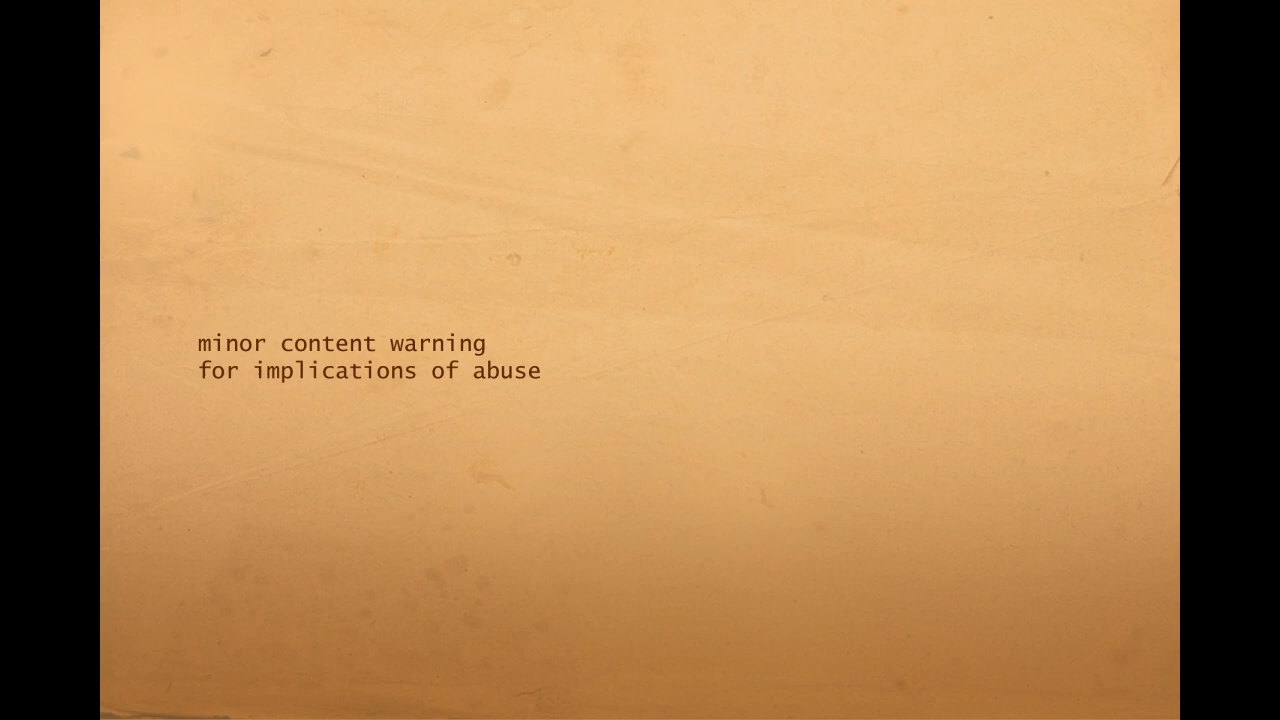 minor content warning
for implications of abuse